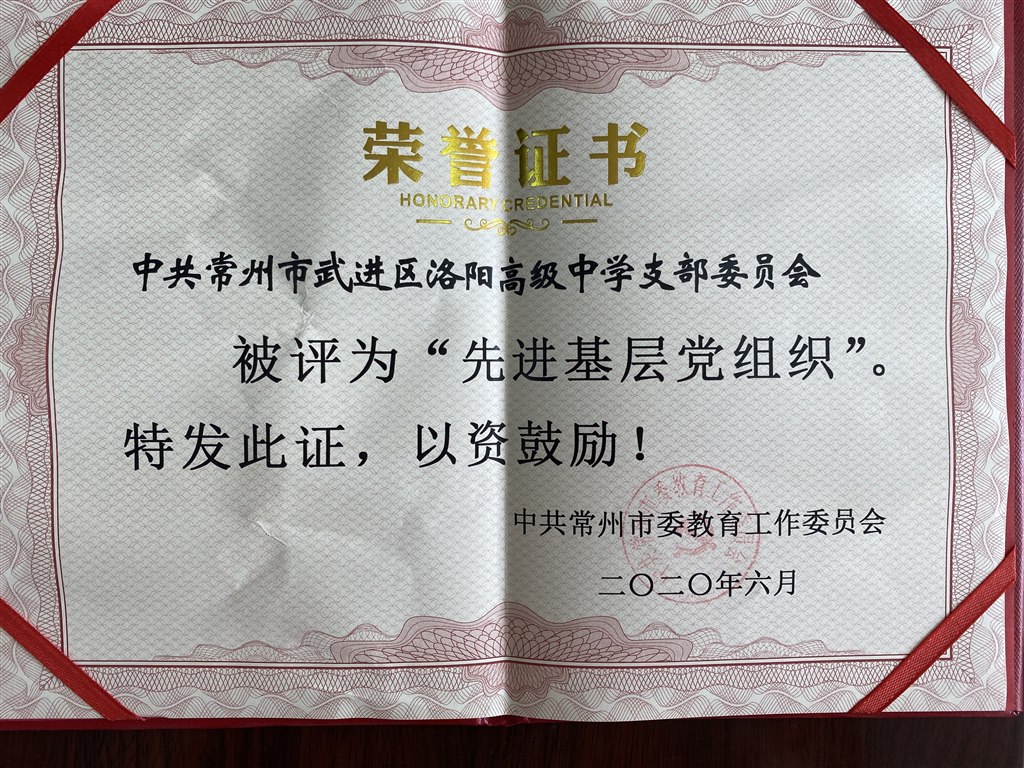 荣誉证书
HONORARY CREDENTIAL
中共常州市武进区洛阳高级中学支部委员会
被评为“先进基层党组织”。
特发此证，以资鼓励！
中共常州市委教育工作委员会
二〇二〇年六月